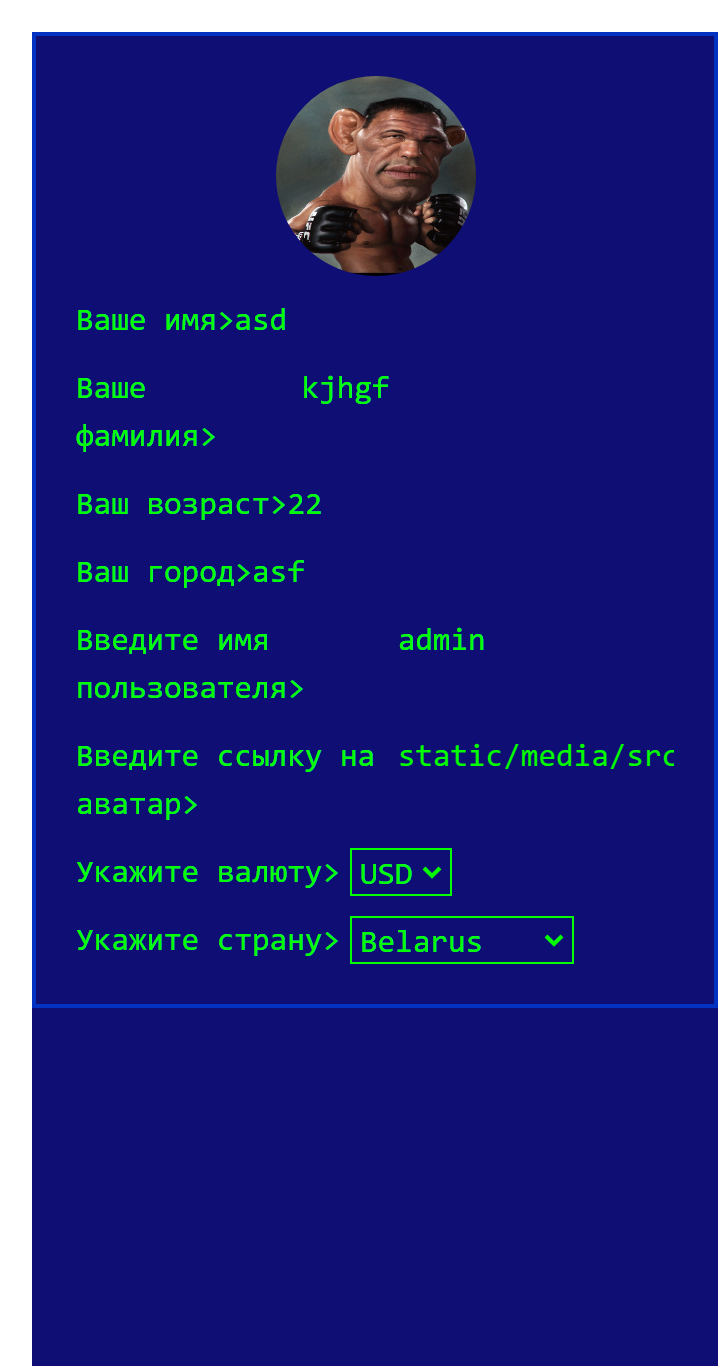 Ваше имя>asd
Ваше kjhgf
фамилия>
Ваш возраст>22
Ваш город>asf
Введите имя admin
пользователя>
Введите ссылку на static/media/src
аватар>
Укажите валюту> USD
Укажите страну> Belarus